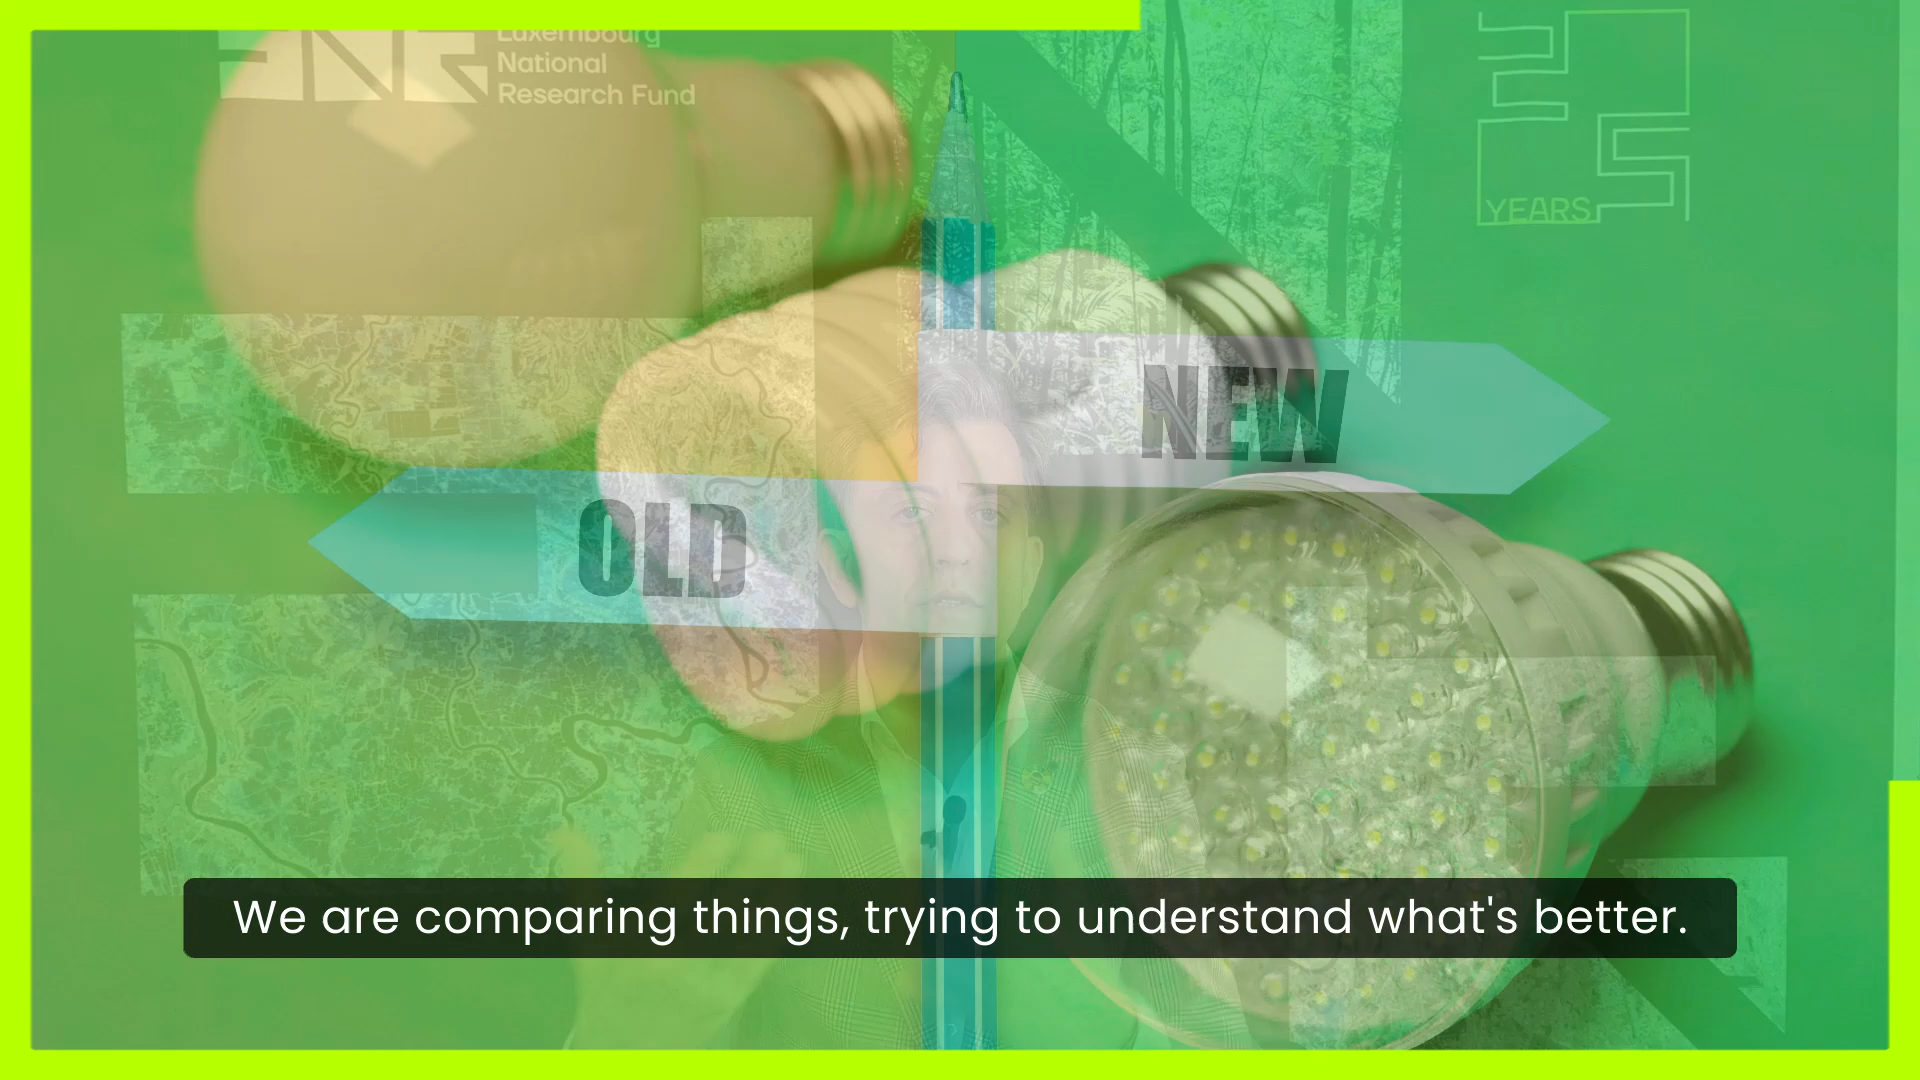 Luxembourg
National
Research Fund
YEARS
NEW
OLD
We are comparing things, trying to understand what's better.